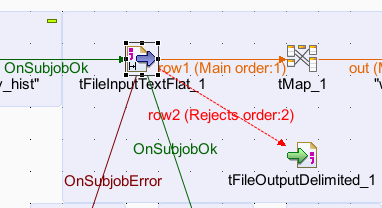 OnSubjobOk
row1 (Main order:1)
out (M
y_hist"
tFileInputTextFlat_1
tMap_1
"v
row2 (Rejects order:2)
OnSubjobOk
OnSubjobError
tFileOutputDelimited_1